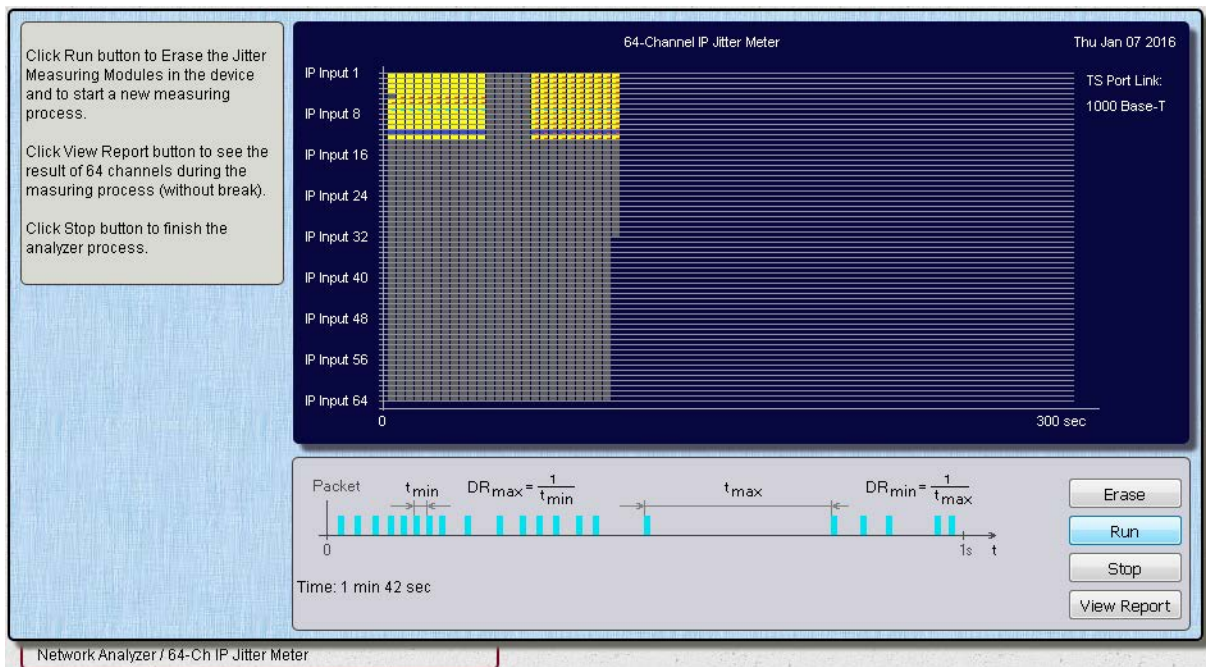 Click Run button to Erase the Jitter
Measuring Modules in the device
and to start a new measuring
process.
Click View Report button to see the
result of 64 channels during the
masuring process (without break).
Click Stop button to finish the
analyzer process.
64-Channel IP Jitter Meter
Thu Jan 07 2016
IP Input 1
IP Input 8
IP Input 16
IP Input 24
IP Input 32
IP Input 40
IP Input 48
IP Input 56
IP Input 64
TS Port Link:
1000 Base-T
0
300 sec
Packet
tmin
DRmax = 1/tmin
tmax
DRmin = 1/tmax
0
1s
t
Time: 1 min 42 sec
Erase
Run
Stop
View Report
Network Analyzer / 64-Ch IP Jitter Meter